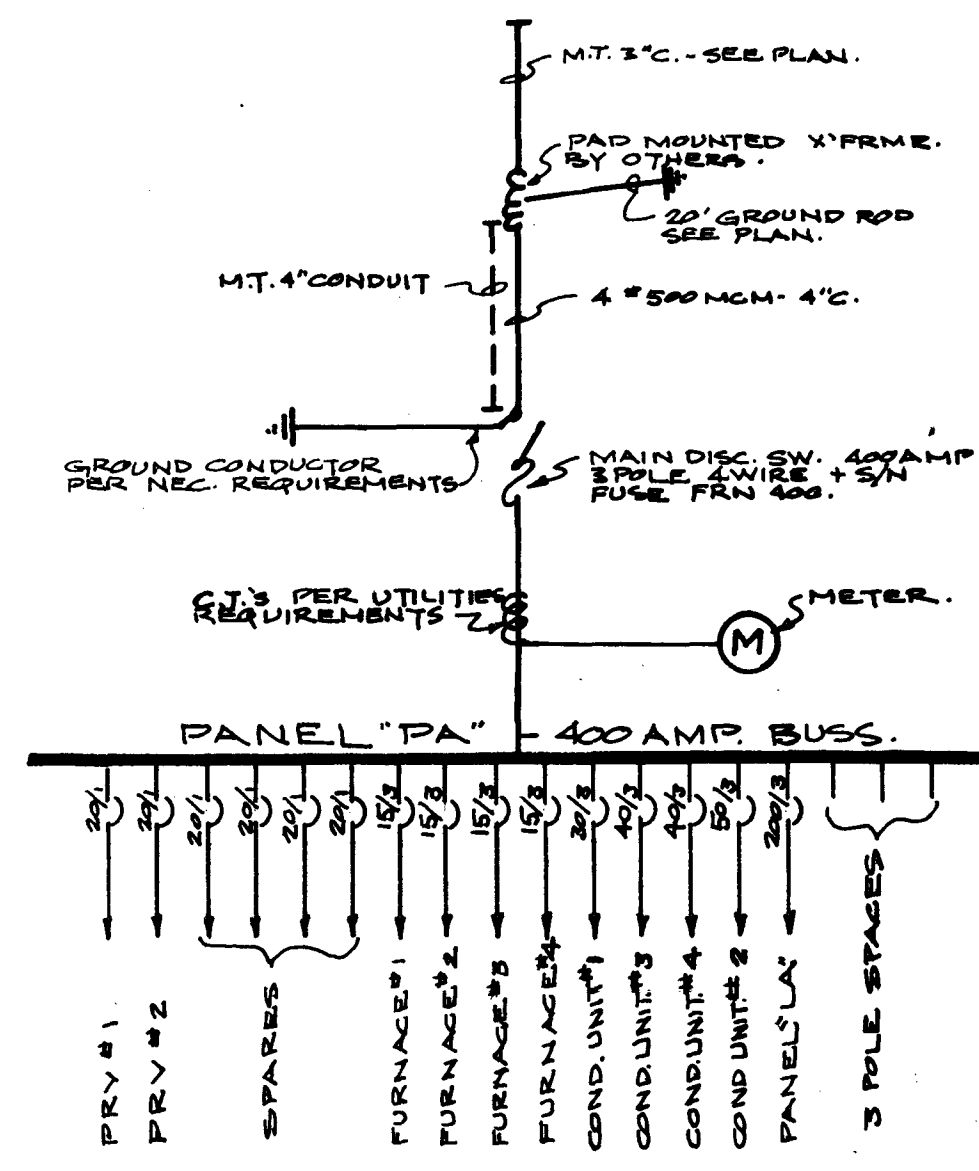 M.T. 3"C. - SEE PLAN.
PAD MOUNTED X'FRMR.
BY OTHERS.
20' GROUND ROD
SEE PLAN.
M.T. 4" CONDUIT
4 #500 MCM - 4"C.
GROUND CONDUCTOR
PER NEC. REQUIREMENTS
MAIN DISC. SW. 400 AMP
3 POLE 4 WIRE + S/N
FUSE FRN 400.
C.T.'S PER UTILITIES
REQUIREMENTS
METER.
M
PANEL "PA" - 400 AMP. BUSS.
20/1
20/1
20/1
20/1
20/1
20/1
15/3
15/3
15/3
15/3
30/3
40/3
40/3
50/3
200/3
PRV #1
PRV #2
SPARES
FURNACE #1
FURNACE #2
FURNACE #3
FURNACE #4
COND. UNIT #1
COND. UNIT. #3
COND. UNIT. #4
COND UNIT. #2
PANEL "LA"
3 POLE SPACES